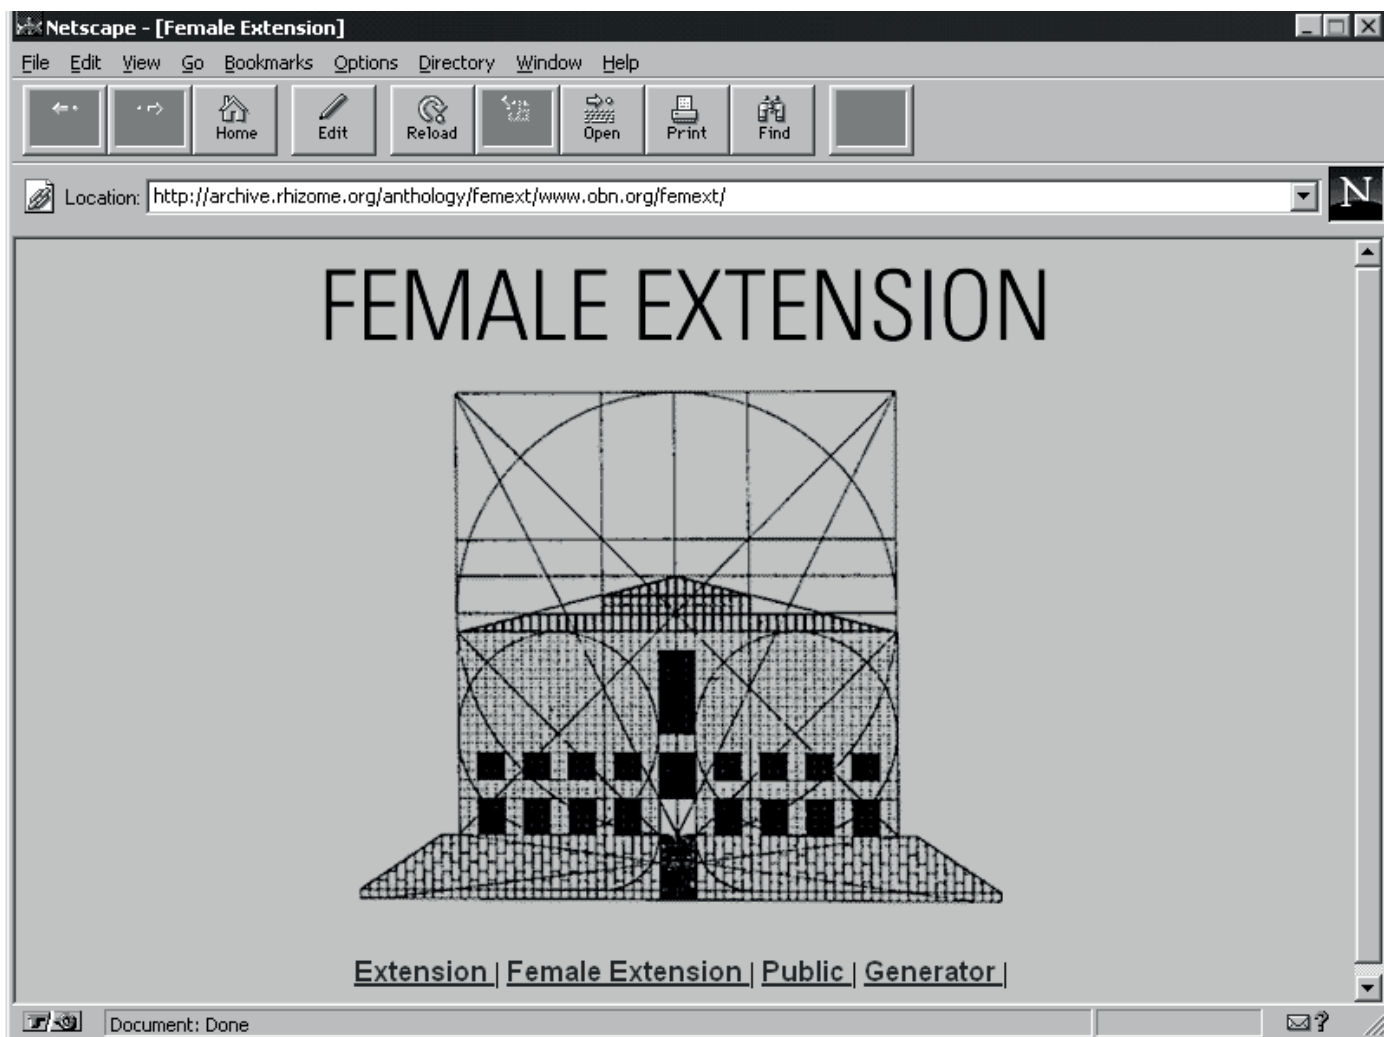 Netscape - [Female Extension]
File Edit View Go Bookmarks Options Directory Window Help
Home Edit Reload Open Print Find
Location: http://archive.rhizome.org/anthology/femext/www.obn.org/femext/
N
FEMALE EXTENSION
Extension | Female Extension | Public | Generator |
Document: Done
?